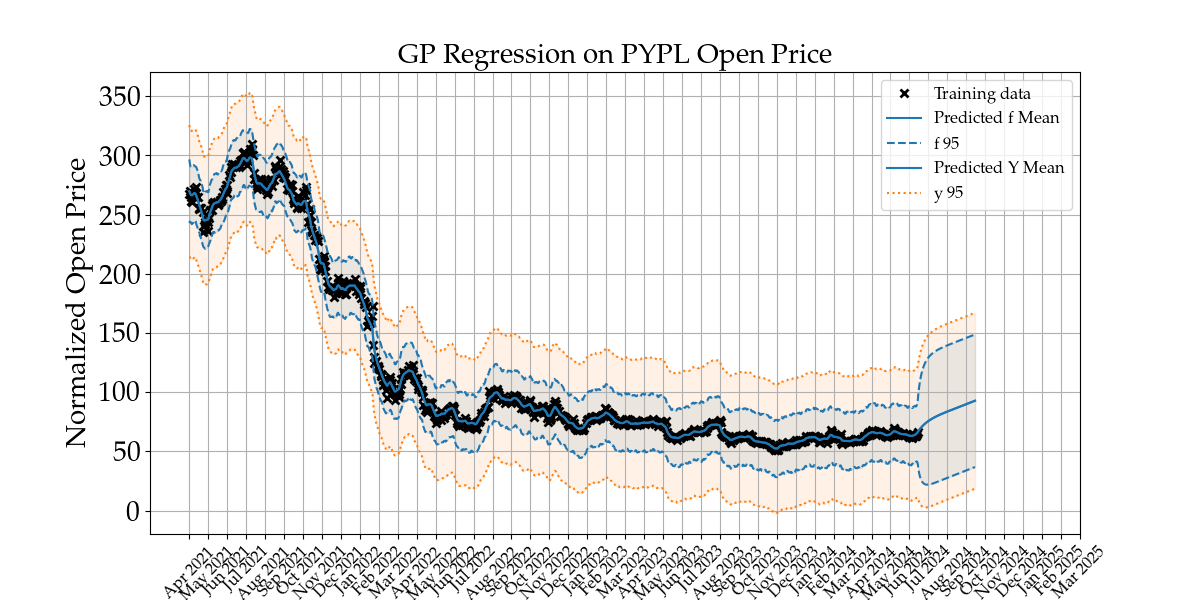 GP Regression on PYPL Open Price
Normalized Open Price
350
300
250
200
150
100
50
0
Training data
Predicted f Mean
f 95
Predicted Y Mean
y 95
Apr 2021
May 2021
Jun 2021
Jul 2021
Aug 2021
Sep 2021
Oct 2021
Nov 2021
Dec 2021
Jan 2022
Feb 2022
Mar 2022
Apr 2022
May 2022
Jun 2022
Jul 2022
Aug 2022
Sep 2022
Oct 2022
Nov 2022
Dec 2022
Jan 2023
Feb 2023
Mar 2023
Apr 2023
May 2023
Jun 2023
Jul 2023
Aug 2023
Sep 2023
Oct 2023
Nov 2023
Dec 2023
Jan 2024
Feb 2024
Mar 2024
Apr 2024
May 2024
Jun 2024
Jul 2024
Aug 2024
Sep 2024
Oct 2024
Nov 2024
Dec 2024
Jan 2025
Feb 2025
Mar 2025